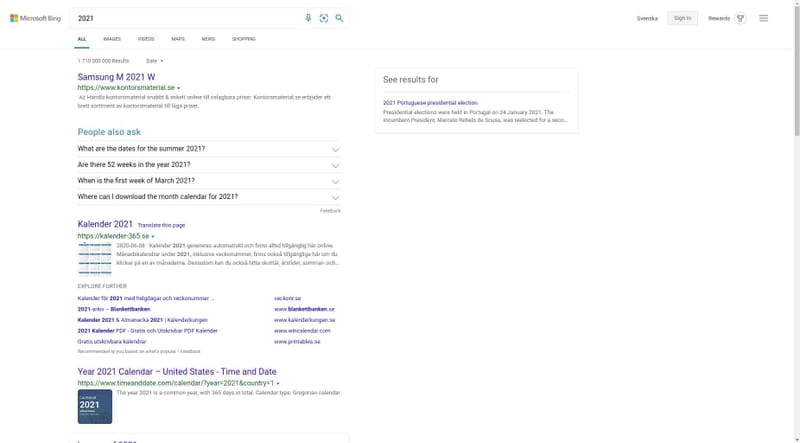 Microsoft Bing
2021
Svenska
Sign in
Rewards
ALL
IMAGES
VIDEOS
MAPS
NEWS
SHOPPING
1 710 000 000 Results
Date
Samsung M 2021 W
https://www.kontorsmaterial.se
Ad Handla kontorsmaterial snabbt & enkelt online till oslagbara priser. Kontorsmaterial.se erbjuder ett
brett sortiment av kontorsmaterial till låga priser.
People also ask
What are the dates for the summer 2021?
Are there 52 weeks in the year 2021?
When is the first week of March 2021?
Where can I download the month calendar for 2021?
Feedback
Kalender 2021 Translate this page
https://kalender-365.se
2020-06-08 · Kalender 2021 genereras automatiskt och finns alltid tillgänglig här online.
Månadskalendrar under 2021, inklusive veckonummer, finns också tillgängliga här om du
klickar på en av månaderna. Dessutom kan du också hitta skottår, årstider, sommar- och...
EXPLORE FURTHER
Kalender för 2021 med helgdagar och veckonummer ...
veckonr.se
2021-arkiv – Blankettbanken
www.blankettbanken.se
Kalender 2021 & Almanacka 2021 | Kalenderkungen
www.kalenderkungen.se
2021 Kalender PDF - Gratis och Utskrivbar PDF Kalender
www.wincalendar.com
Gratis utskrivbara kalendrar
www.printables.se
Recommended to you based on what's popular • Feedback
Year 2021 Calendar – United States - Time and Date
https://www.timeanddate.com/calendar/?year=2021&country=1
The year 2021 is a common year, with 365 days in total. Calendar type: Gregorian calendar
2021
See results for
2021 Portuguese presidential election
Presidential elections were held in Portugal on 24 January 2021. The
incumbent President, Marcelo Rebelo de Sousa, was reelected for a seco...